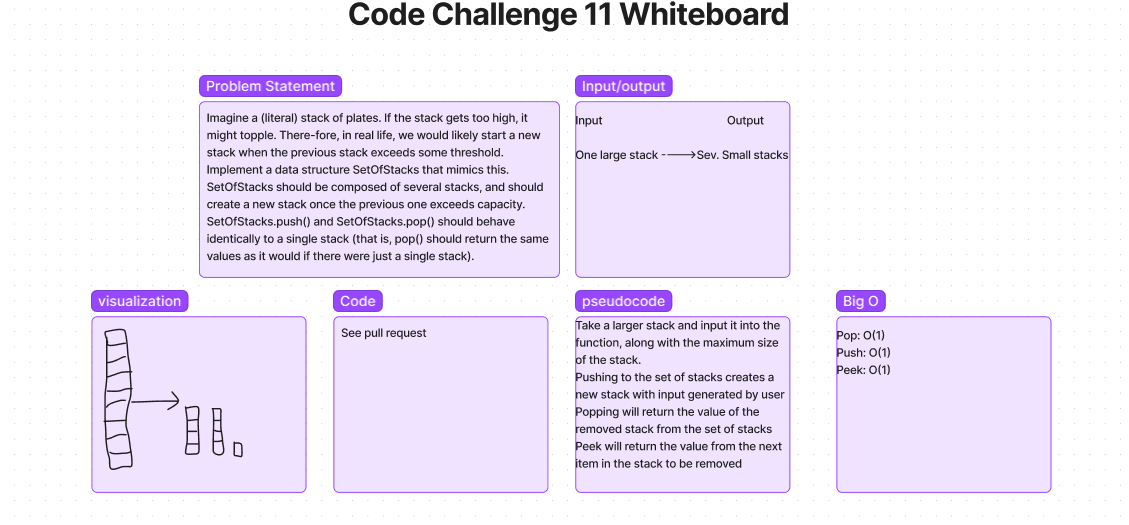 Code Challenge 11 Whiteboard
Problem Statement
Imagine a (literal) stack of plates. If the stack gets too high, it
might topple. There-fore, in real life, we would likely start a new
stack when the previous stack exceeds some threshold.
Implement a data structure SetOfStacks that mimics this.
SetOfStacks should be composed of several stacks, and should
create a new stack once the previous one exceeds capacity.
SetOfStacks.push() and SetOfStacks.pop() should behave
identically to a single stack (that is, pop() should return the same
values as it would if there were just a single stack).
Input/output
Input Output
One large stack ---->Sev. Small stacks
visualization
Code
See pull request
pseudocode
Take a larger stack and input it into the
function, along with the maximum size
of the stack.
Pushing to the set of stacks creates a
new stack with input generated by user
Popping will return the value of the
removed stack from the set of stacks
Peek will return the value from the next
item in the stack to be removed
Big O
Pop: O(1)
Push: O(1)
Peek: O(1)